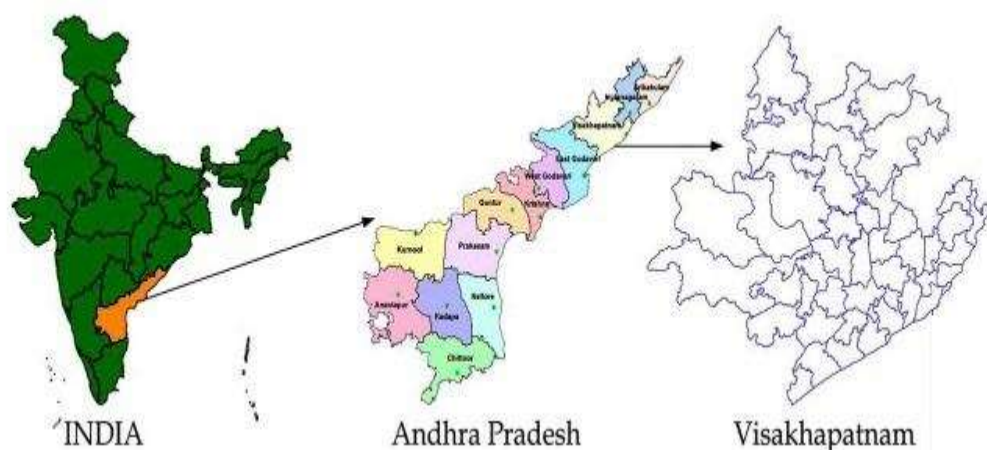 Srikakulam
Vizianagaram
Visakhapatnam
East Godavari
West Godavari
Krishna
Guntur
Kurnool
Prakasam
Anantapur
Kadapa
Nellore
Chittoor
INDIA
Andhra Pradesh
Visakhapatnam